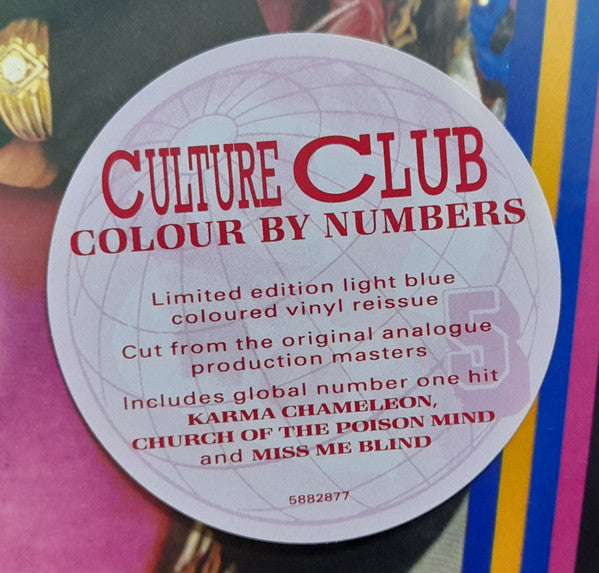 CULTURE CLUB
COLOUR BY NUMBERS
Limited edition light blue
coloured vinyl reissue
Cut from the original analogue
production masters
5
Includes global number one hit
KARMA CHAMELEON,
CHURCH OF THE POISON MIND
and MISS ME BLIND
5882877